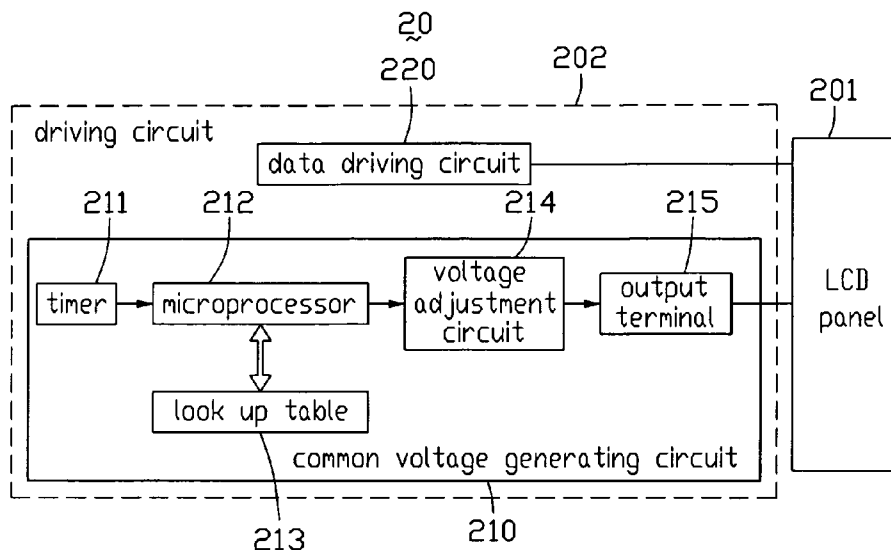 20
220
202
201
driving circuit
data driving circuit
211
212
214
215
timer
microprocessor
voltage
adjustment
circuit
output
terminal
LCD
panel
look up table
common voltage generating circuit
213
210